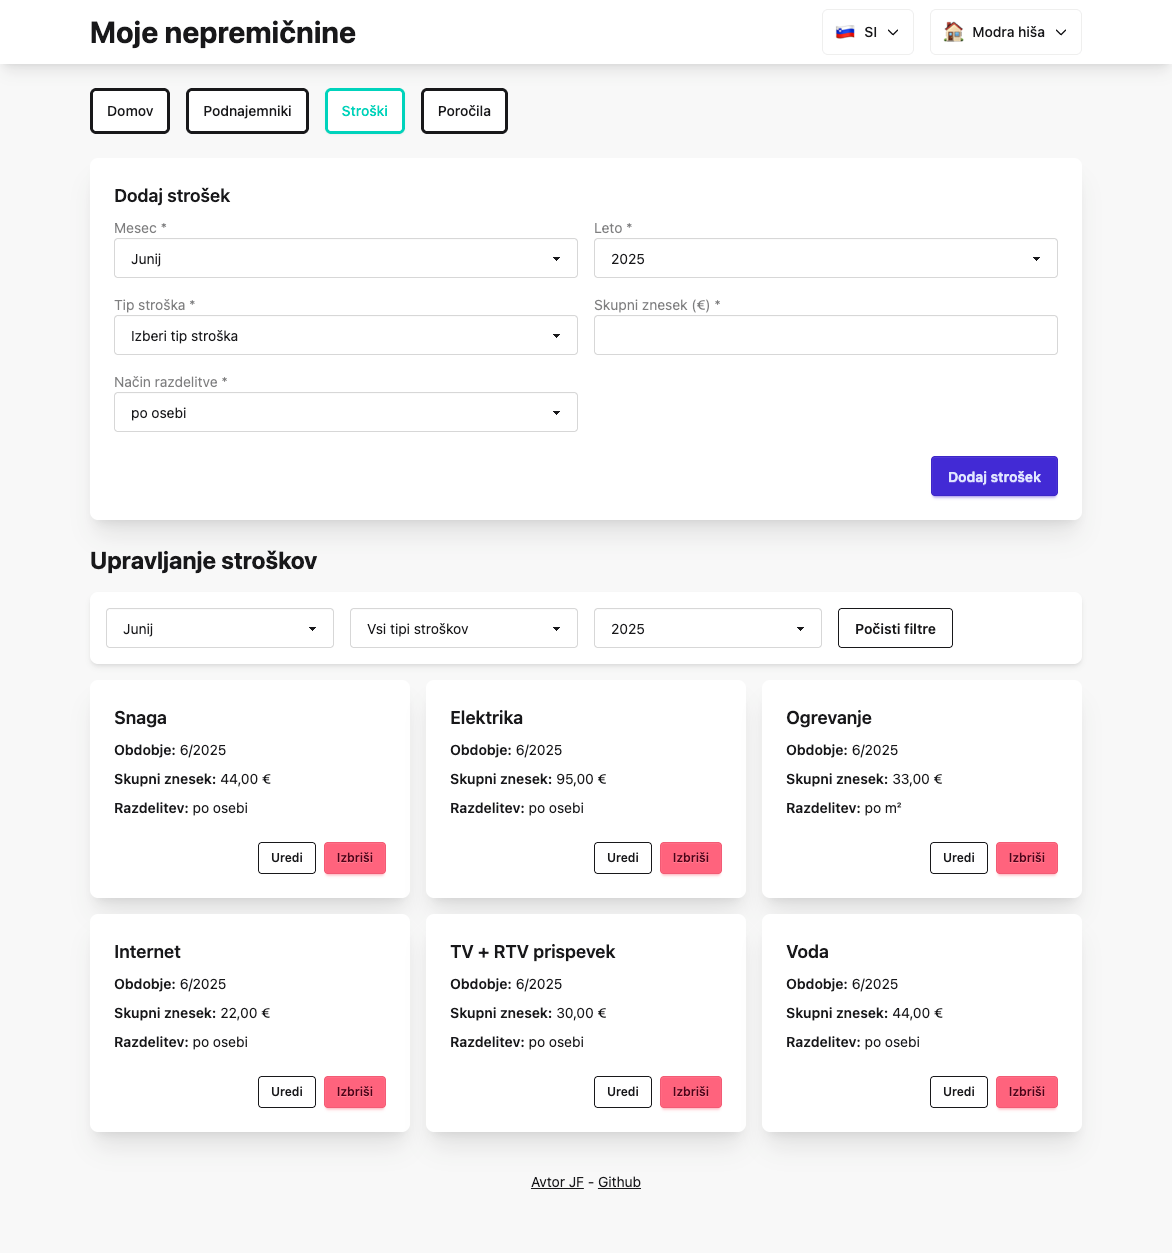 Moje nepremičnine
SI
Modra hiša
Domov
Podnajemniki
Stroški
Poročila
Dodaj strošek
Mesec *
Leto *
Junij
2025
Tip stroška *
Skupni znesek (€) *
Izberi tip stroška
Način razdelitve *
po osebi
Dodaj strošek
Upravljanje stroškov
Junij
Vsi tipi stroškov
2025
Počisti filtre
Snaga
Obdobje: 6/2025
Skupni znesek: 44,00 €
Razdelitev: po osebi
Uredi
Izbriši
Elektrika
Obdobje: 6/2025
Skupni znesek: 95,00 €
Razdelitev: po osebi
Uredi
Izbriši
Ogrevanje
Obdobje: 6/2025
Skupni znesek: 33,00 €
Razdelitev: po m²
Uredi
Izbriši
Internet
Obdobje: 6/2025
Skupni znesek: 22,00 €
Razdelitev: po osebi
Uredi
Izbriši
TV + RTV prispevek
Obdobje: 6/2025
Skupni znesek: 30,00 €
Razdelitev: po osebi
Uredi
Izbriši
Voda
Obdobje: 6/2025
Skupni znesek: 44,00 €
Razdelitev: po osebi
Uredi
Izbriši
Avtor JF - Github